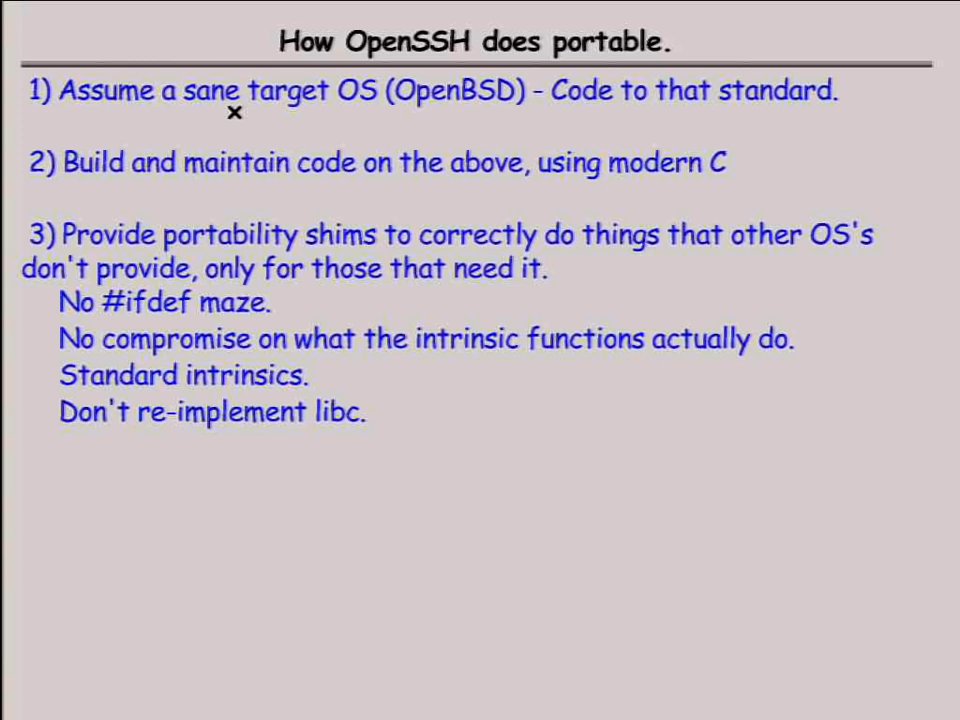 How OpenSSH does portable.
1) Assume a sane target OS (OpenBSD) - Code to that standard.
2) Build and maintain code on the above, using modern C
3) Provide portability shims to correctly do things that other OS's
don't provide, only for those that need it.
No #ifdef maze.
No compromise on what the intrinsic functions actually do.
Standard intrinsics.
Don't re-implement libc.